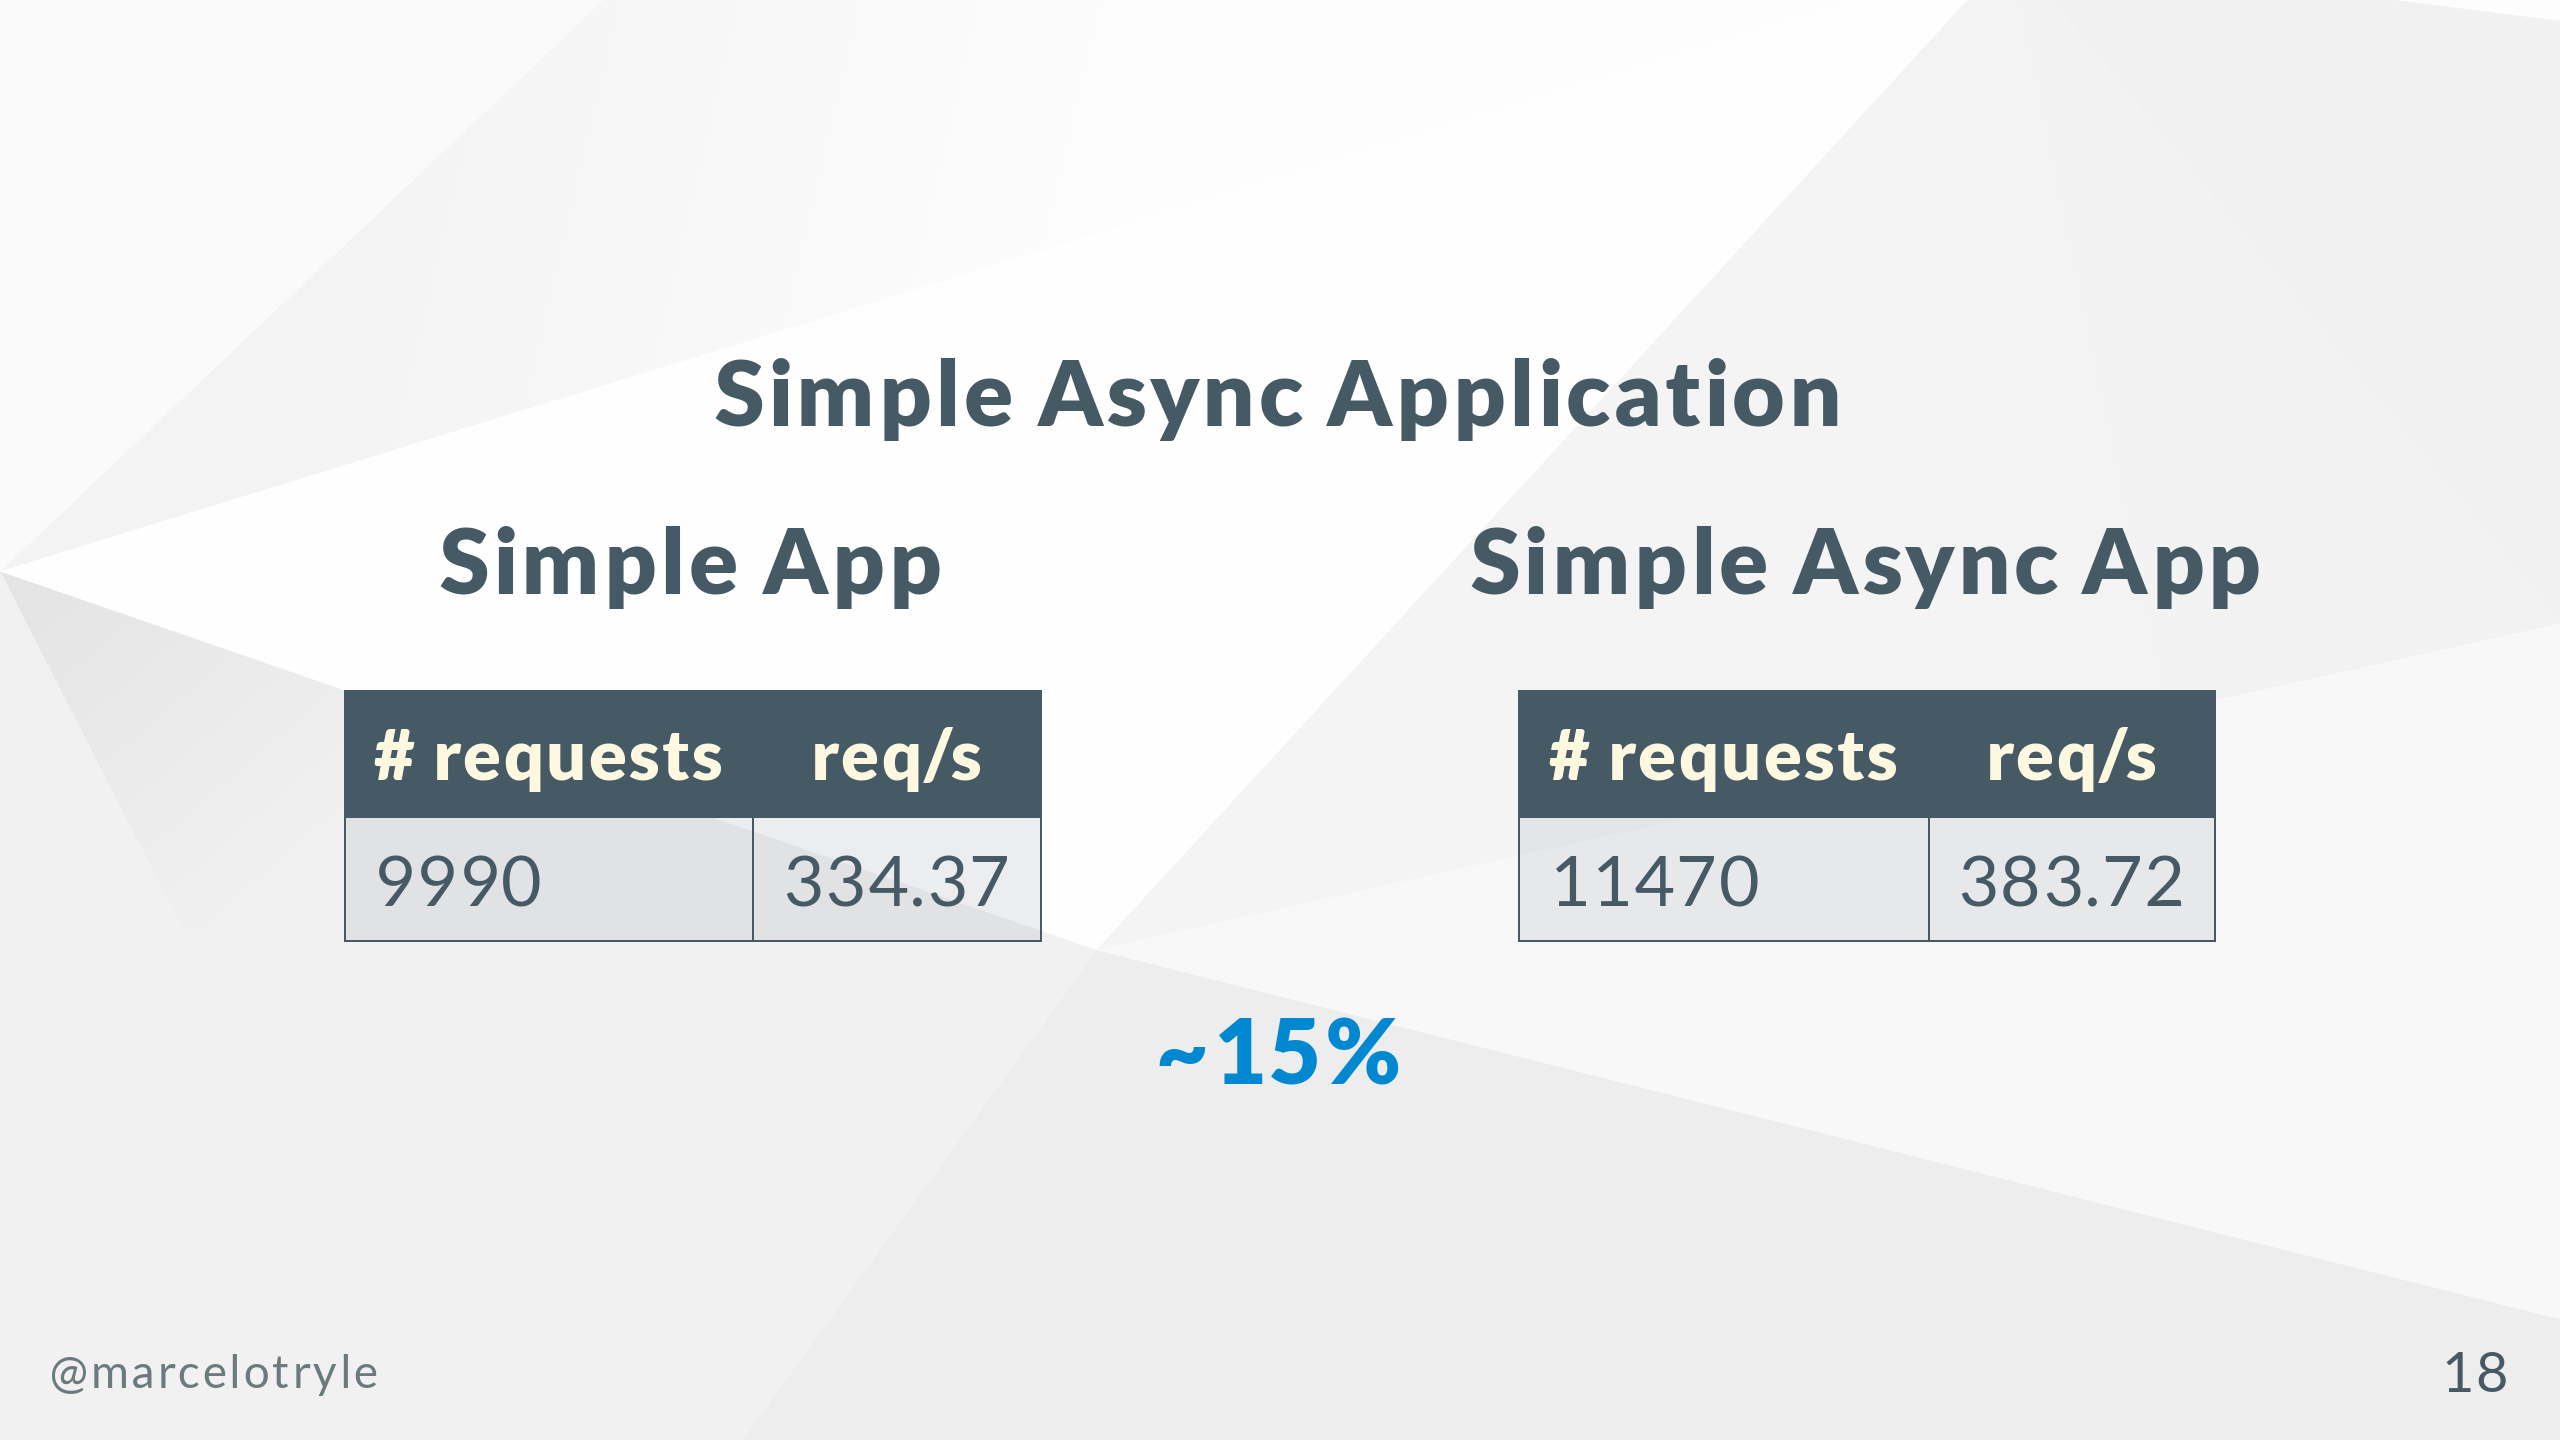 Simple Async Application
Simple App
# requests req/s
9990 334.37
Simple Async App
# requests req/s
11470 383.72
~15%
@marcelotryle
18